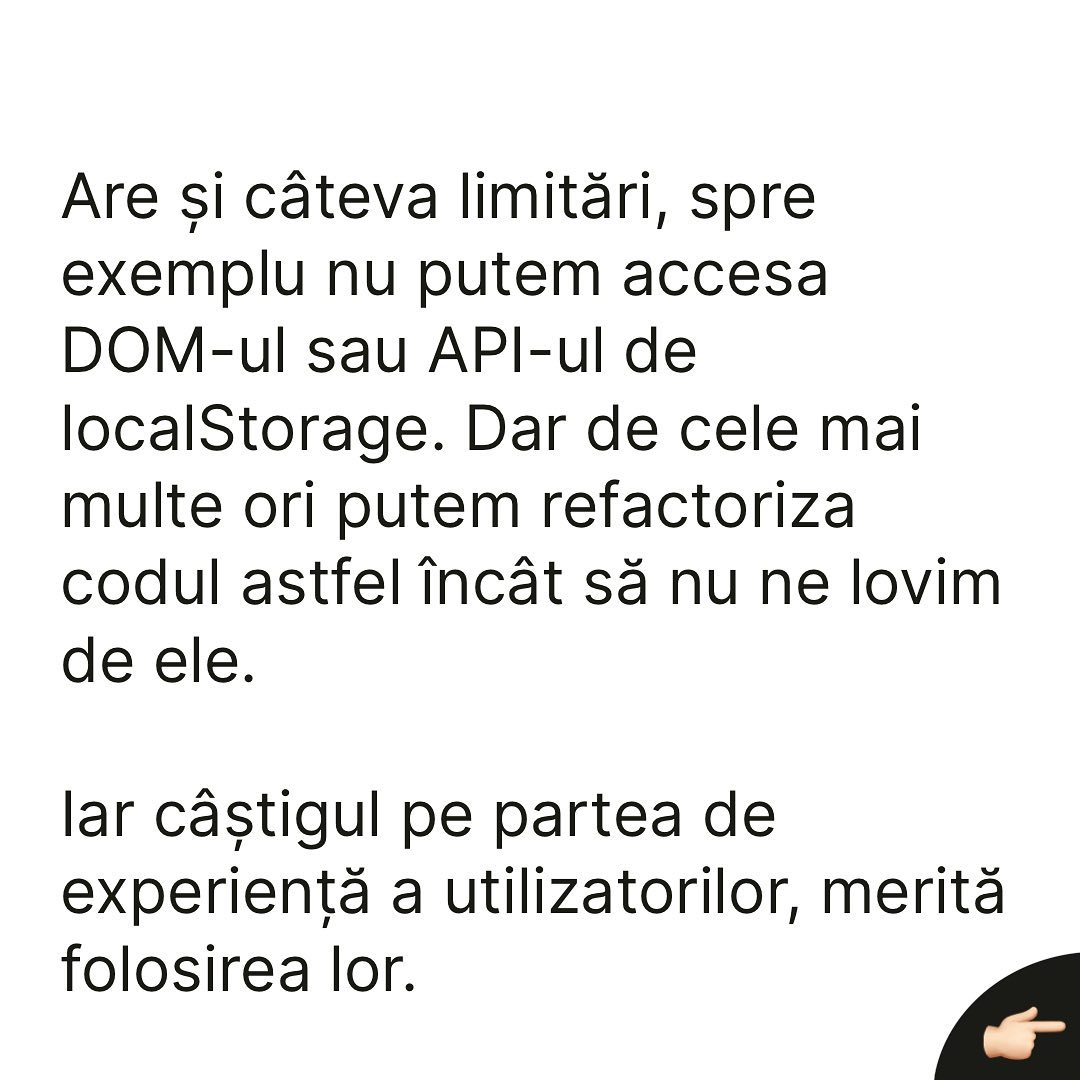 Are și câteva limitări, spre
exemplu nu putem accesa
DOM-ul sau API-ul de
localStorage. Dar de cele mai
multe ori putem refactoriza
codul astfel încât să nu ne lovim
de ele.
Iar câștigul pe partea de
experiență a utilizatorilor, merită
folosirea lor.